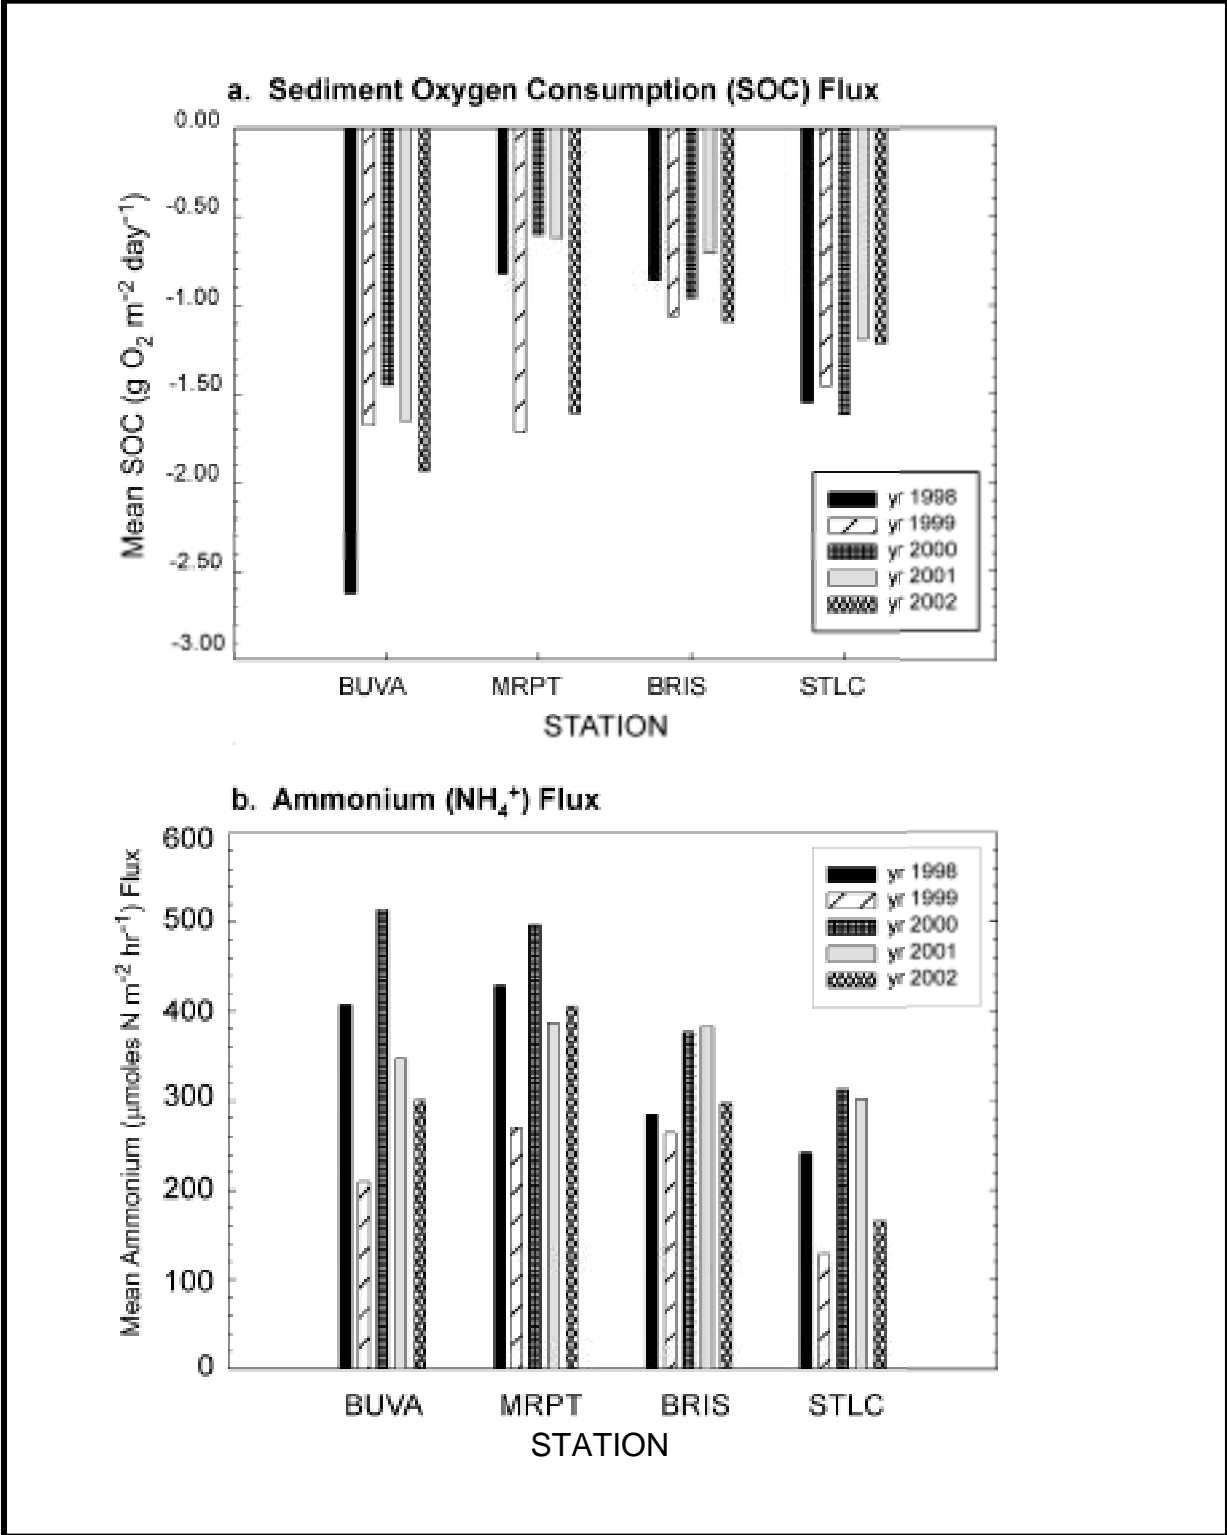 a. Sediment Oxygen Consumption (SOC) Flux
Mean SOC (g O₂ m⁻² day⁻¹)
0.00
-0.50
-1.00
-1.50
-2.00
-2.50
-3.00
yr 1998
yr 1999
yr 2000
yr 2001
yr 2002
BUVA MRPT BRIS STLC
STATION
b. Ammonium (NH₄⁺) Flux
Mean Ammonium (μmoles N m⁻² hr⁻¹) Flux
600
500
400
300
200
100
0
yr 1998
yr 1999
yr 2000
yr 2001
yr 2002
BUVA MRPT BRIS STLC
STATION